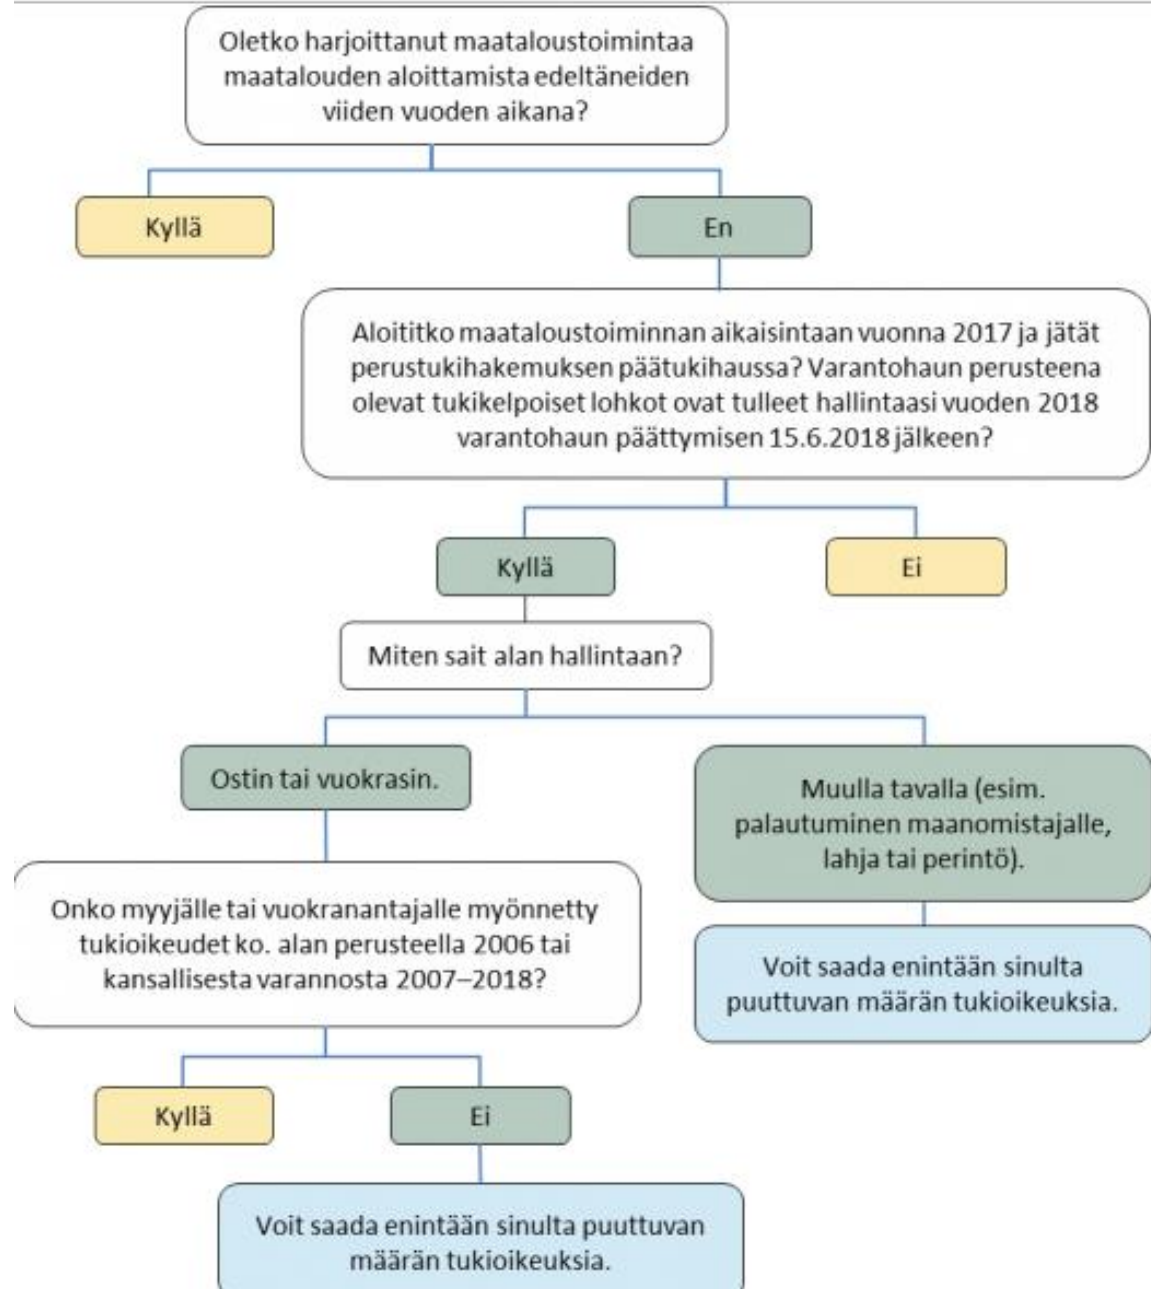 Oletko harjoittanut maataloustoimintaa
maatalouden aloittamista edeltäneiden
viiden vuoden aikana?
Kyllä
En
Aloititko maataloustoiminnan aikaisintaan vuonna 2017 ja jätät
perustukihakemuksen päätukihaussa? Varantohaun perusteena
olevat tukikelpoiset lohkot ovat tulleet hallintaasi vuoden 2018
varantohaun päättymisen 15.6.2018 jälkeen?
Kyllä
Ei
Miten sait alan hallintaan?
Ostin tai vuokrasin.
Muulla tavalla (esim.
palautuminen maanomistajalle,
lahja tai perintö).
Onko myyjälle tai vuokranantajalle myönnetty
tukioikeudet ko. alan perusteella 2006 tai
kansallisesta varannosta 2007–2018?
Voit saada enintään sinulta
puuttuvan määrän tukioikeuksia.
Kyllä
Ei
Voit saada enintään sinulta puuttuvan
määrän tukioikeuksia.